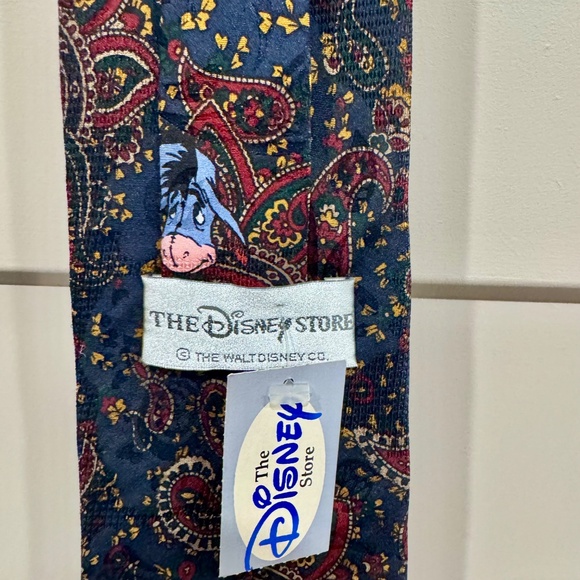 THE DISNEY STORE
© THE WALT DISNEY CO.
The
DISNEY
Store